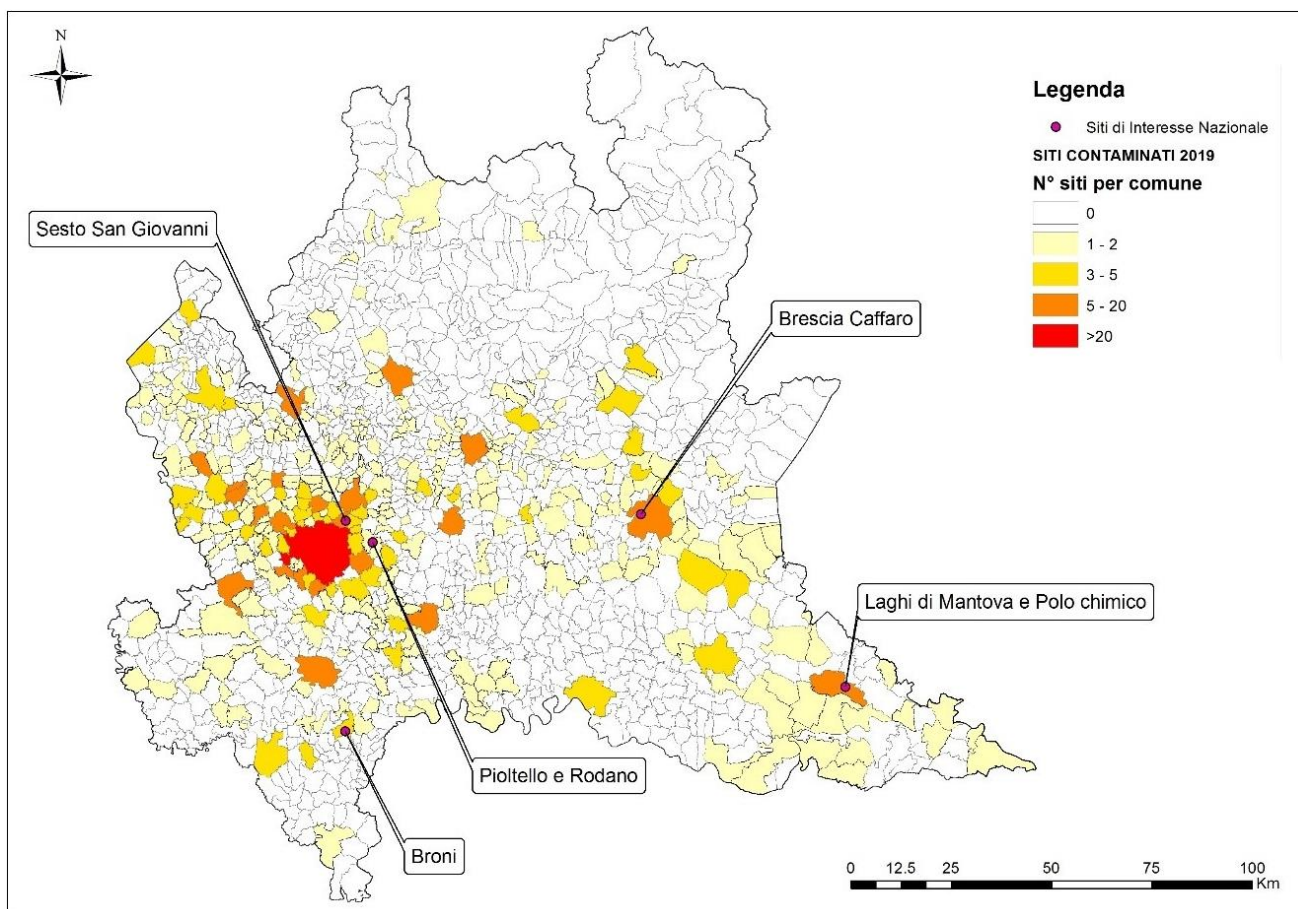 N
Legenda
Siti di Interesse Nazionale
SITI CONTAMINATI 2019
N° siti per comune
0
1 - 2
3 - 5
5 - 20
>20
Sesto San Giovanni
Brescia Caffaro
Laghi di Mantova e Polo chimico
Pioltello e Rodano
Broni
0 12.5 25 50 75 100
Km